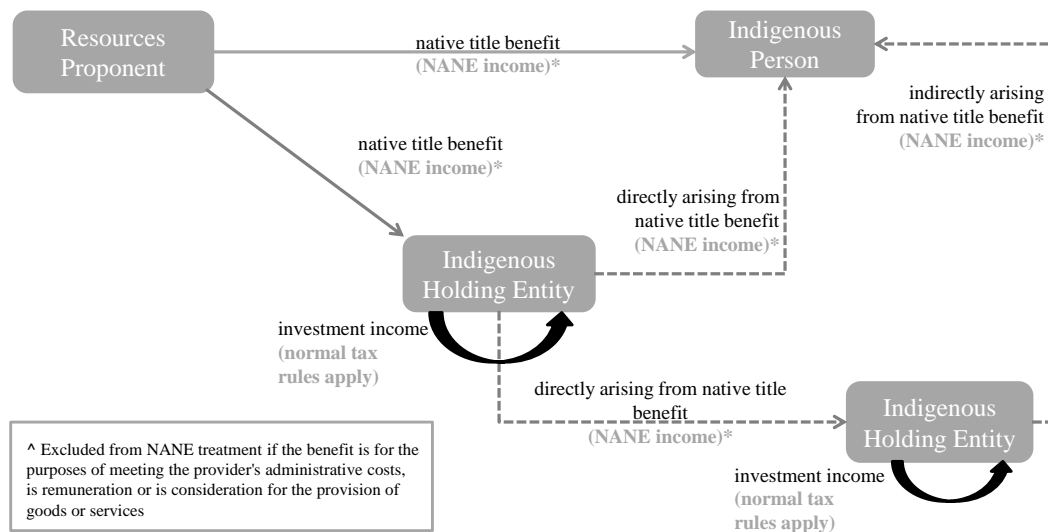 Resources
Proponent
native title benefit
(NANE income)*
Indigenous
Person
indirectly arising
from native title benefit
(NANE income)*
native title benefit
(NANE income)*
directly arising from
native title benefit
(NANE income)*
Indigenous
Holding Entity
investment income
(normal tax
rules apply)
directly arising from native title
benefit
(NANE income)*
Indigenous
Holding Entity
investment income
(normal tax
rules apply)
^ Excluded from NANE treatment if the benefit is for the
purposes of meeting the provider's administrative costs,
is remuneration or is consideration for the provision of
goods or services